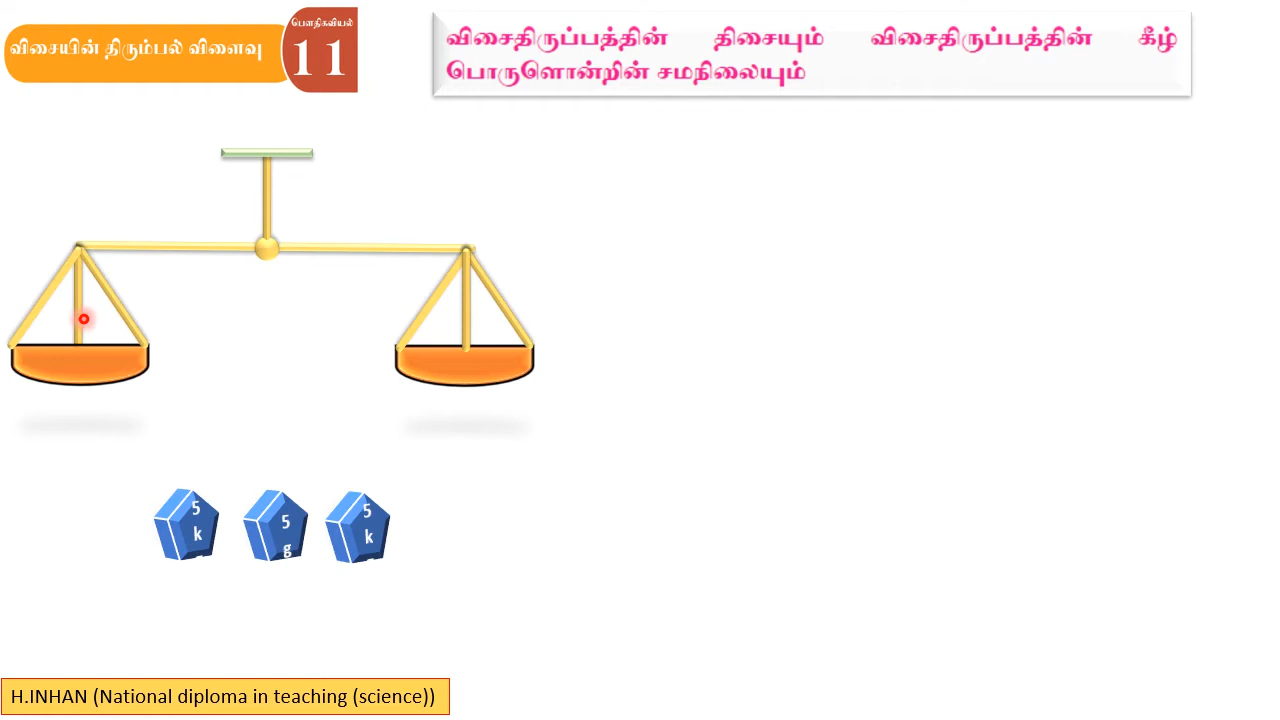 விசையின் திரும்பல் விளைவு
பௌதிகவியல்
11
விசைதிருப்பத்தின் திசையும் விசைதிருப்பத்தின் கீழ்
பொருளொன்றின் சமநிலையும்
5
k
5
g
5
k
H.INHAN (National diploma in teaching (science))